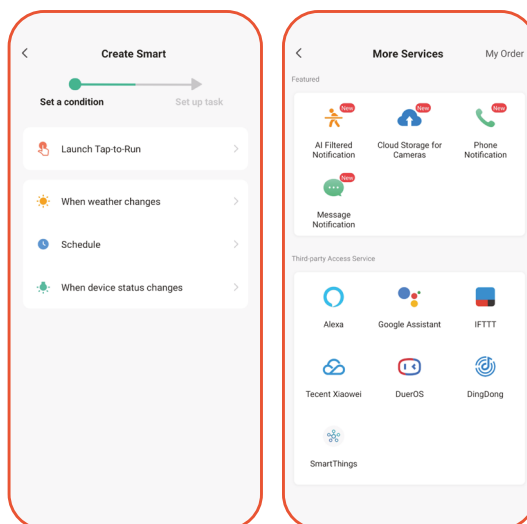 Create Smart
Set a condition
Set up task
Launch Tap-to-Run
When weather changes
Schedule
When device status changes
More Services
My Order
Featured
New
New
New
AI Filtered
Notification
Cloud Storage for
Cameras
Phone
Notification
New
Message
Notification
Third-party Access Service
Alexa
Google Assistant
IFTTT
Tecent Xiaowei
DuerOS
DingDong
SmartThings